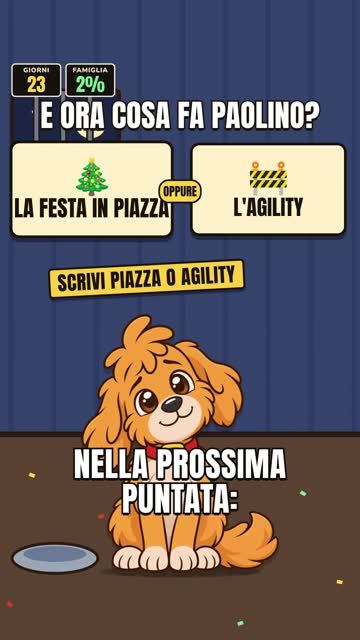 GIORNI
23
FAMIGLIA
2%
E ORA COSA FA PAOLINO?
LA FESTA IN PIAZZA
OPPURE
L'AGILITY
SCRIVI PIAZZA O AGILITY
NELLA PROSSIMA
PUNTATA: